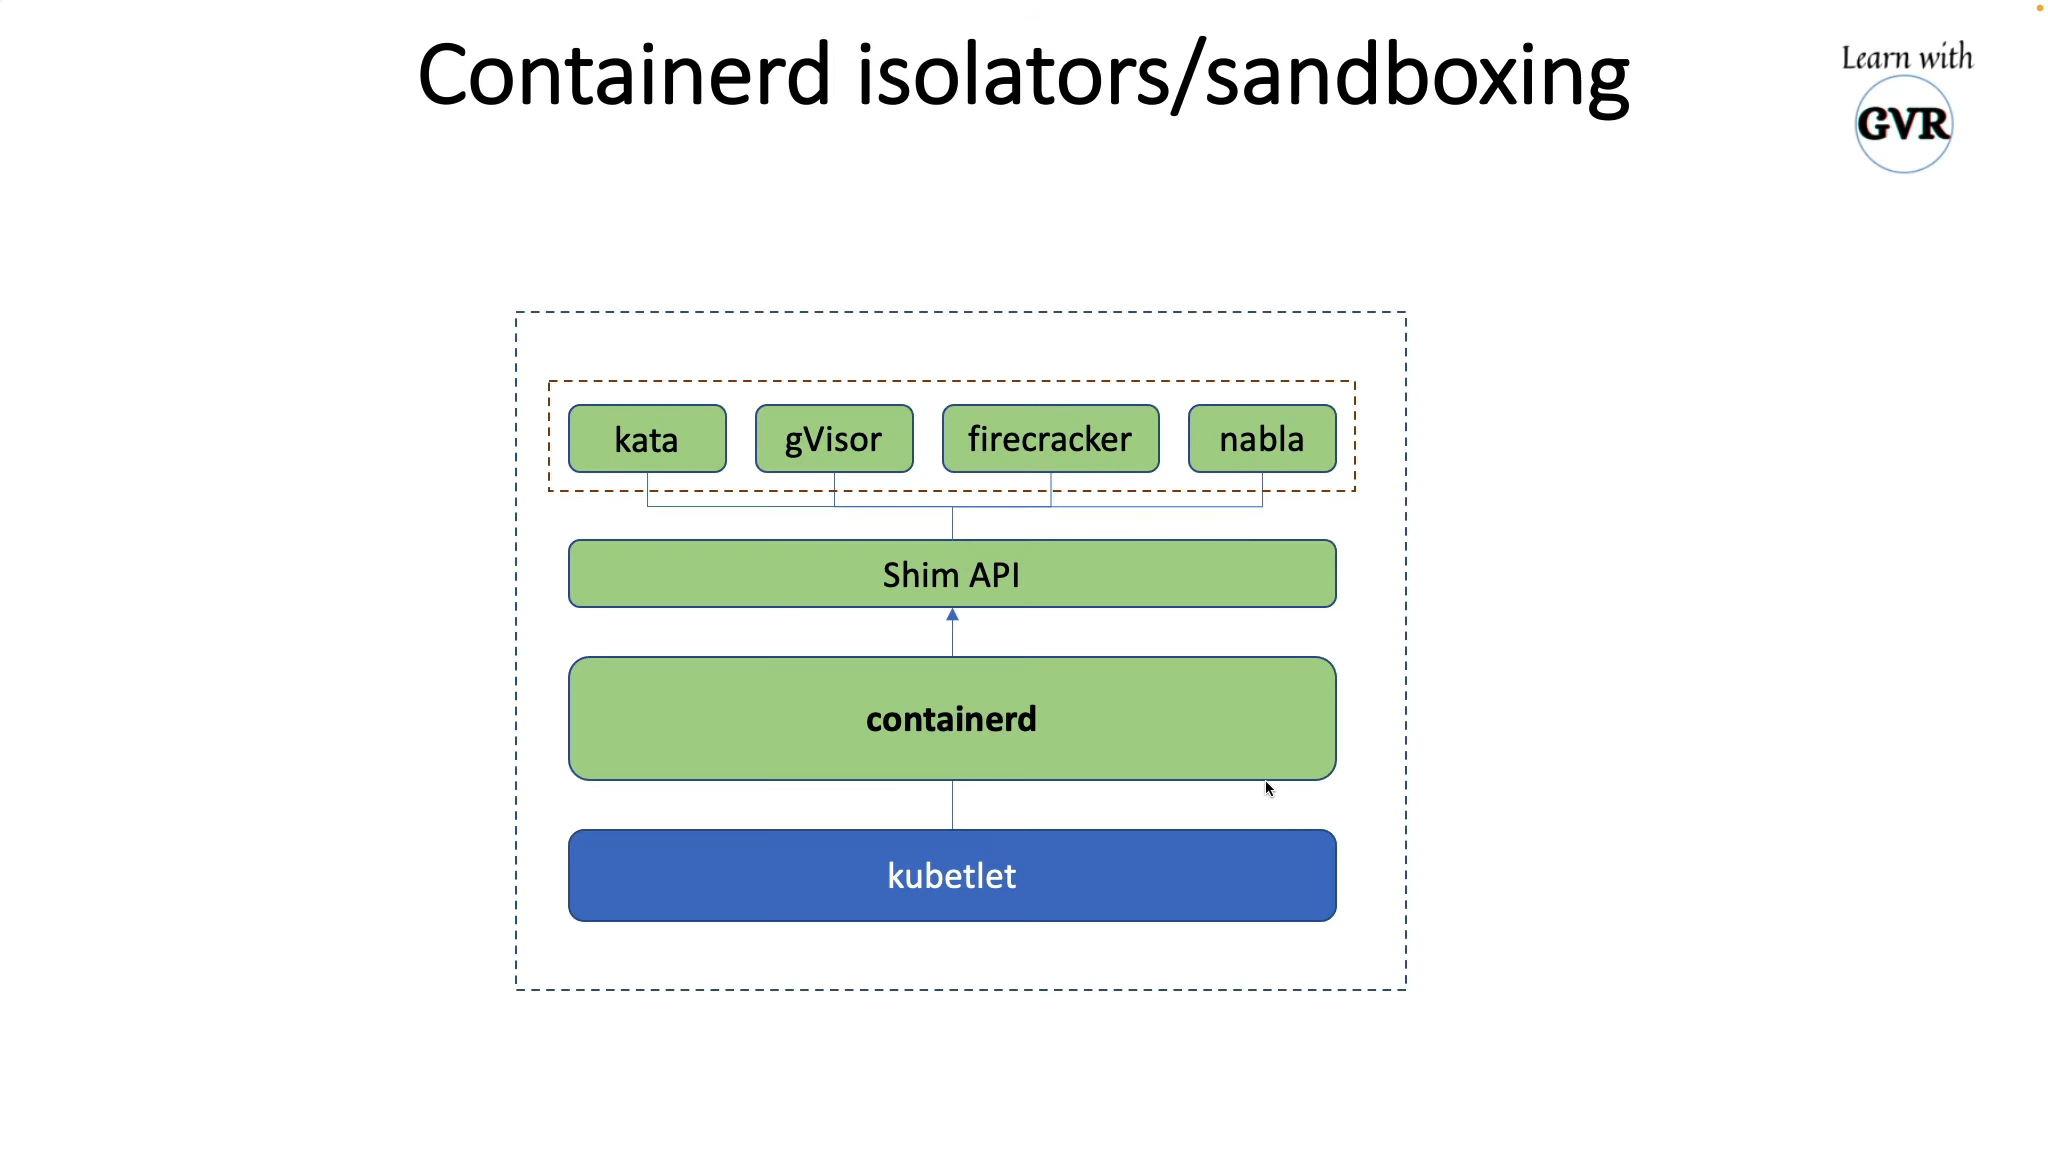 Containerd isolators/sandboxing
Learn with
GVR
kata
gVisor
firecracker
nabla
Shim API
containerd
kubetlet